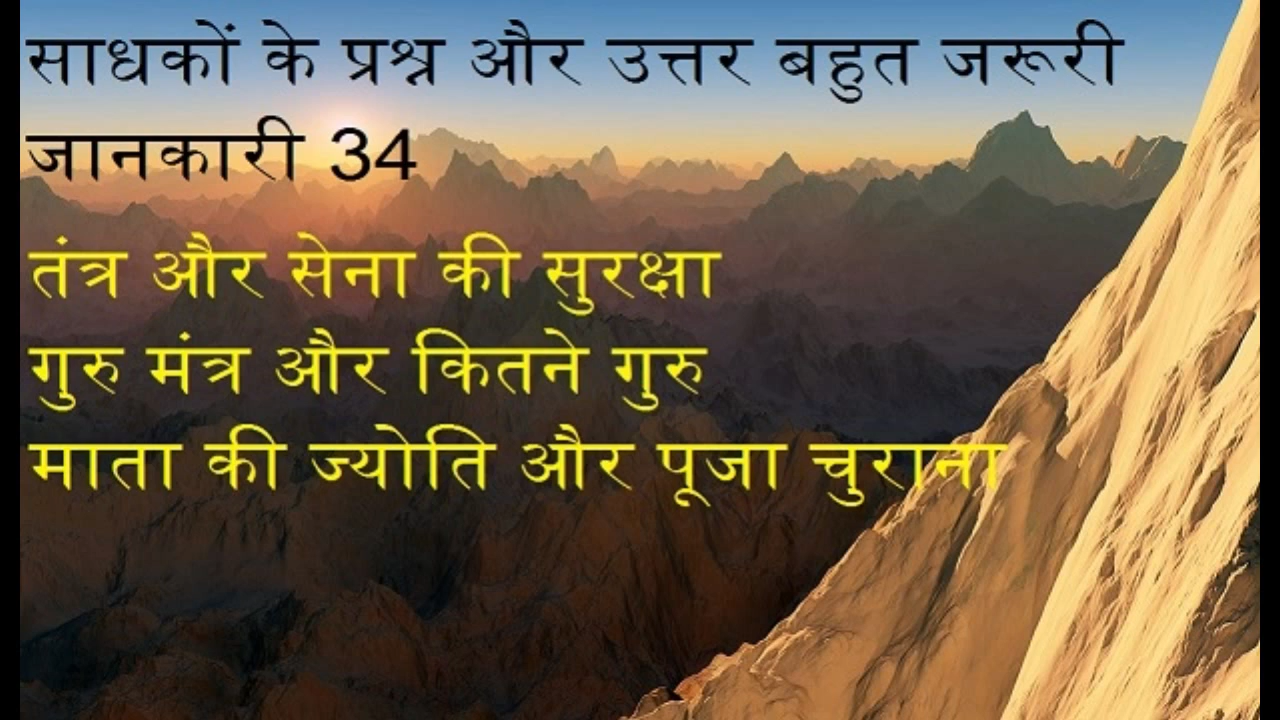 साधकों के प्रश्न और उत्तर बहुत जरूरी
जानकारी 34
तंत्र और सेना की सुरक्षा
गुरु मंत्र और कितने गुरु
माता की ज्योति और पूजा चुराना